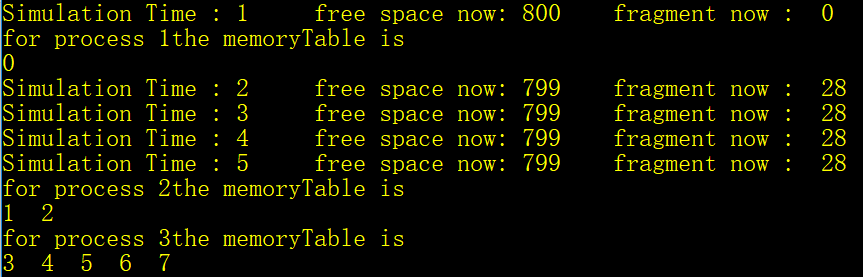 Simulation Time : 1    free space now: 800    fragment now :  0
for process 1the memoryTable is
0
Simulation Time : 2    free space now: 799    fragment now :  28
Simulation Time : 3    free space now: 799    fragment now :  28
Simulation Time : 4    free space now: 799    fragment now :  28
Simulation Time : 5    free space now: 799    fragment now :  28
for process 2the memoryTable is
1  2
for process 3the memoryTable is
3  4  5  6  7